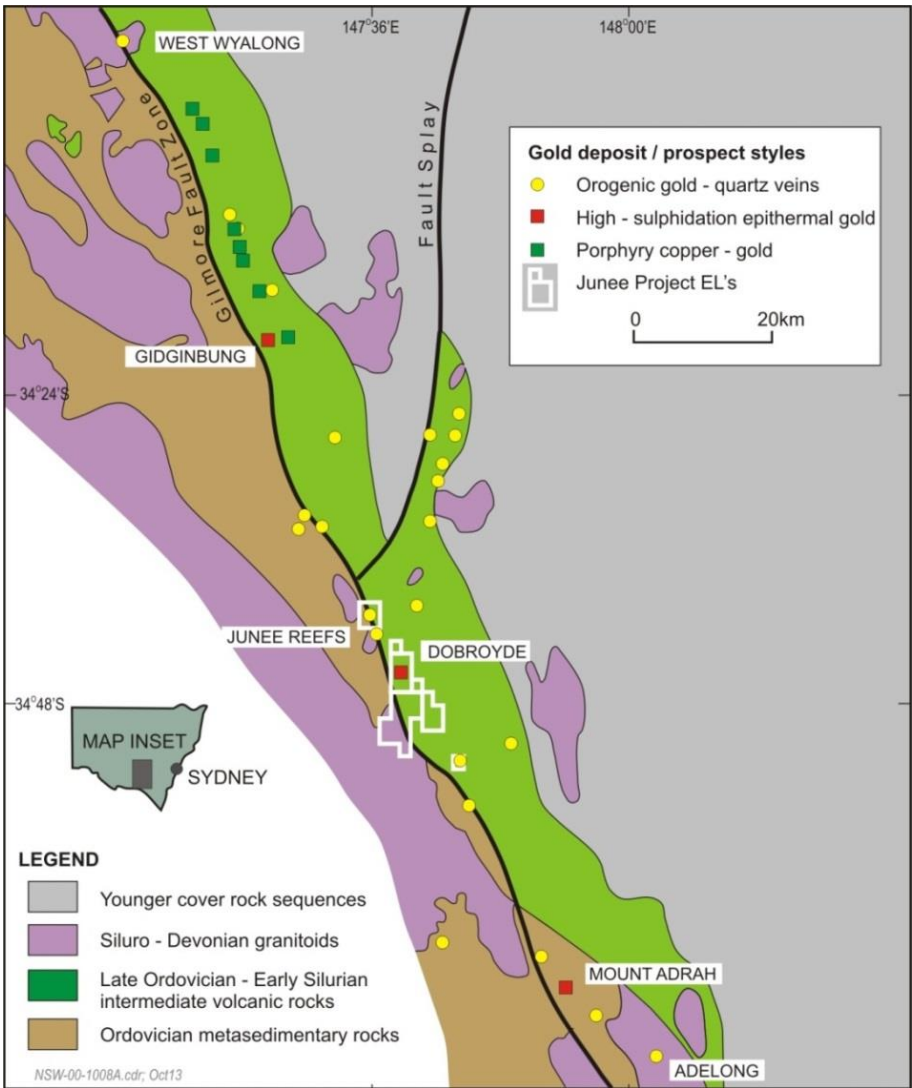 147°36'E
148°00'E
WEST WYALONG
Gilmore Fault Zone
Fault Splay
Gold deposit / prospect styles
Orogenic gold - quartz veins
High - sulphidation epithermal gold
Porphyry copper - gold
Junee Project EL's
0 20km
GIDGINBUNG
34°24'S
JUNEE REEFS
DOBROYDE
34°48'S
MAP INSET
SYDNEY
LEGEND
Younger cover rock sequences
Siluro - Devonian granitoids
Late Ordovician - Early Silurian
intermediate volcanic rocks
Ordovician metasedimentary rocks
MOUNT ADRAH
ADELONG
NSW-00-1008A.cdr; Oct13